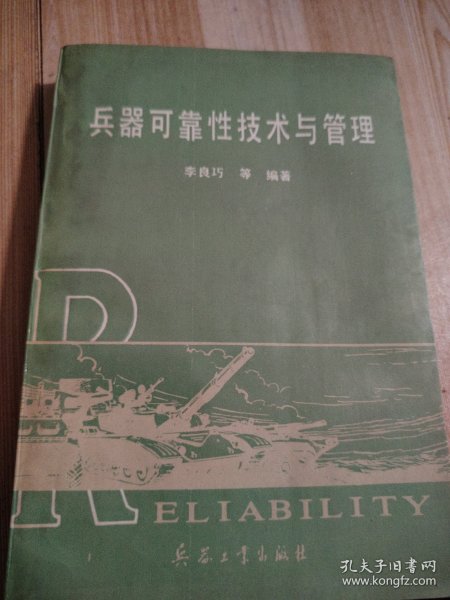 兵器可靠性技术与管理
李良巧 等 编著
RELIABILITY
兵器工业出版社
孔夫子旧书网
www.kongfz.com